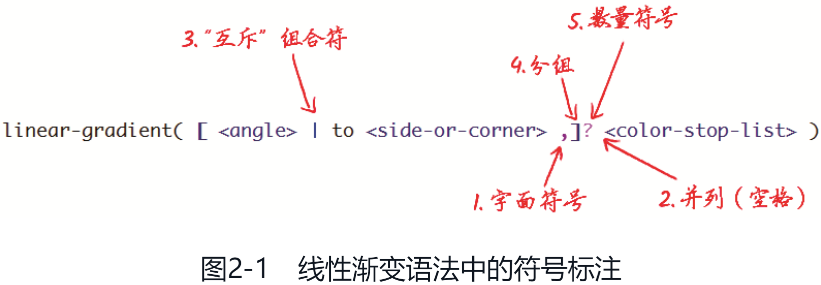 5.数量符号
3.“互斥”组合符
4.分组
linear-gradient( [ <angle> | to <side-or-corner> ,]? <color-stop-list> )
1.字面符号
2.并列(空格)
图2-1 线性渐变语法中的符号标注